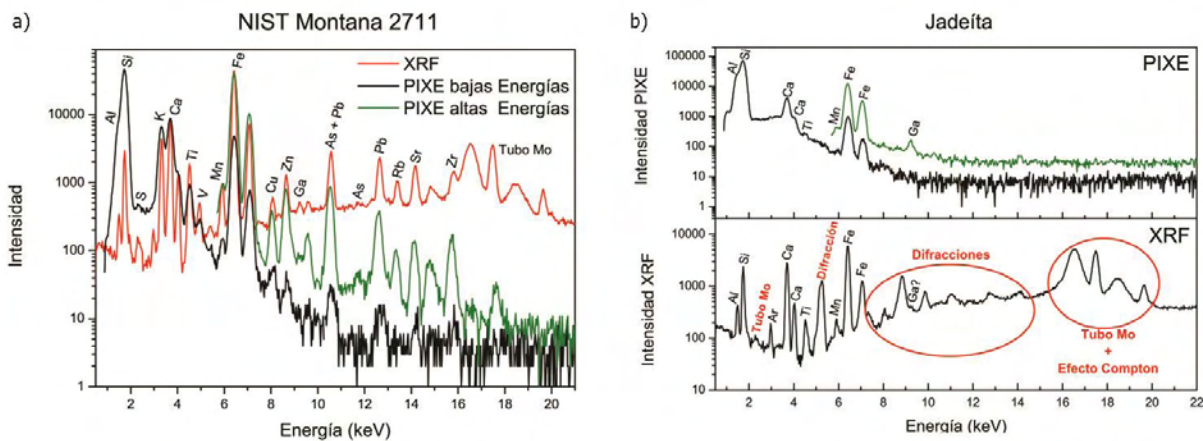 a)
NIST Montana 2711
Intensidad
10000
1000
100
10
1
Al
Si
S
K
Ca
Ti
V
Mn
Fe
Cu
Zn
Ga
As + Pb
As
Pb
Rb
Sr
Zr
Tubo Mo
XRF
PIXE bajas Energías
PIXE altas Energías
2 4 6 8 10 12 14 16 18 20
Energía (keV)
b)
Jadeíta
PIXE
Intensidad PIXE
100000
10000
1000
100
10
1
Al
Si
Ca
Ca
Ti
Mn
Fe
Fe
Ga
XRF
Intensidad XRF
10000
1000
100
10
Al
Si
Tubo Mo
Ar
Ca
Ca
Ti
Difracción
Mn
Fe
Fe
Ga?
Difracciones
Tubo Mo
+
Efecto Compton
2 4 6 8 10 12 14 16 18 20 22
Energía (keV)